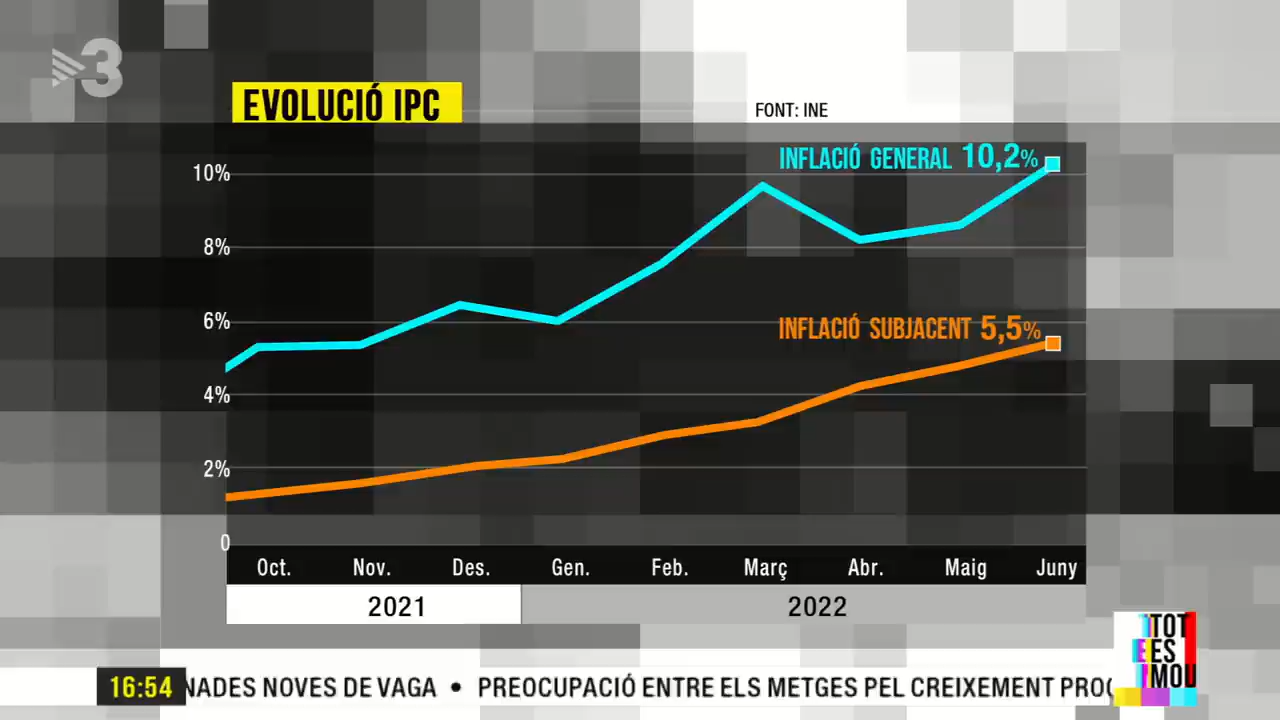 3
EVOLUCIÓ IPC
FONT: INE
INFLACIÓ GENERAL 10,2%
10%
8%
6%
INFLACIÓ SUBJACENT 5,5%
4%
2%
0
Oct. Nov. Des. Gen. Feb. Març Abr. Maig Juny
2021 2022
TOT
ES
MOU
16:54 NADES NOVES DE VAGA • PREOCUPACIÓ ENTRE ELS METGES PEL CREIXEMENT